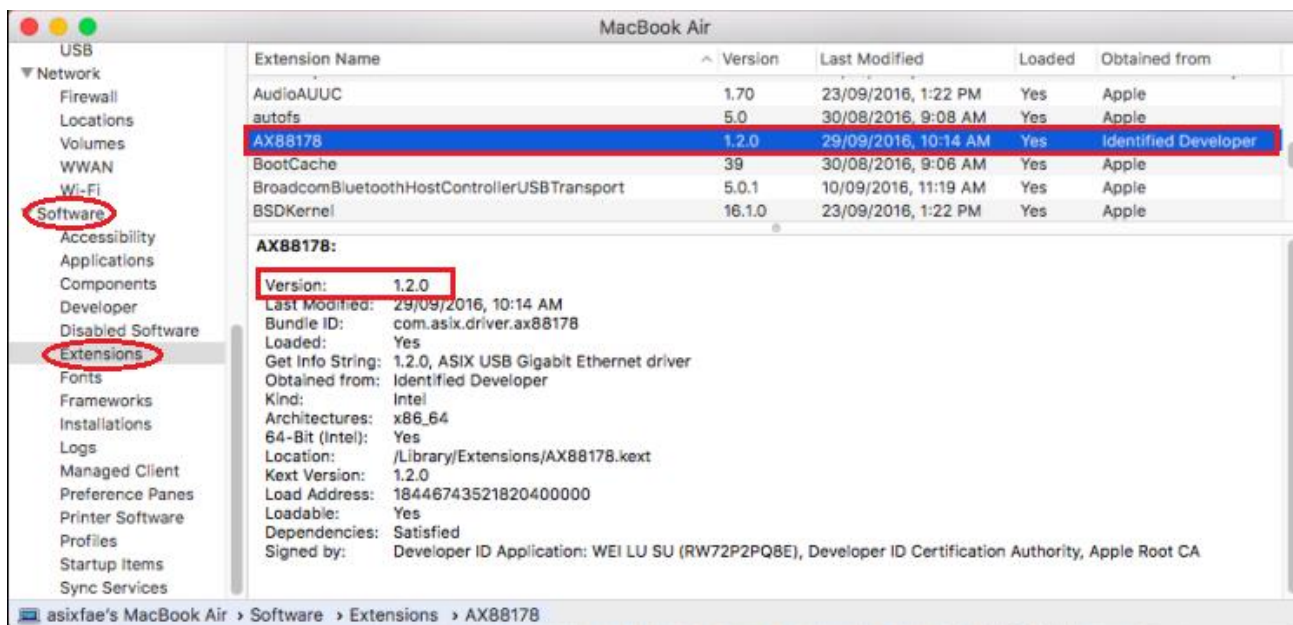 MacBook Air
USB
Network
Firewall
Locations
Volumes
WWAN
Wi-Fi
Software
Accessibility
Applications
Components
Developer
Disabled Software
Extensions
Fonts
Frameworks
Installations
Logs
Managed Client
Preference Panes
Printer Software
Profiles
Startup Items
Sync Services
Extension Name Version Last Modified Loaded Obtained from
AudioAUUC 1.70 23/09/2016, 1:22 PM Yes Apple
autofs 5.0 30/08/2016, 9:08 AM Yes Apple
AX88178 1.2.0 29/09/2016, 10:14 AM Yes Identified Developer
BootCache 39 30/08/2016, 9:06 AM Yes Apple
BroadcomBluetoothHostControllerUSBTransport 5.0.1 10/09/2016, 11:19 AM Yes Apple
BSDKernel 16.1.0 23/09/2016, 1:22 PM Yes Apple
AX88178:
Version: 1.2.0
Last Modified: 29/09/2016, 10:14 AM
Bundle ID: com.asix.driver.ax88178
Loaded: Yes
Get Info String: 1.2.0, ASIX USB Gigabit Ethernet driver
Obtained from: Identified Developer
Kind: Intel
Architectures: x86_64
64-Bit (Intel): Yes
Location: /Library/Extensions/AX88178.kext
Kext Version: 1.2.0
Load Address: 18446743521820400000
Loadable: Yes
Dependencies: Satisfied
Signed by: Developer ID Application: WEI LU SU (RW72P2PQ8E), Developer ID Certification Authority, Apple Root CA
asixfae's MacBook Air › Software › Extensions › AX88178